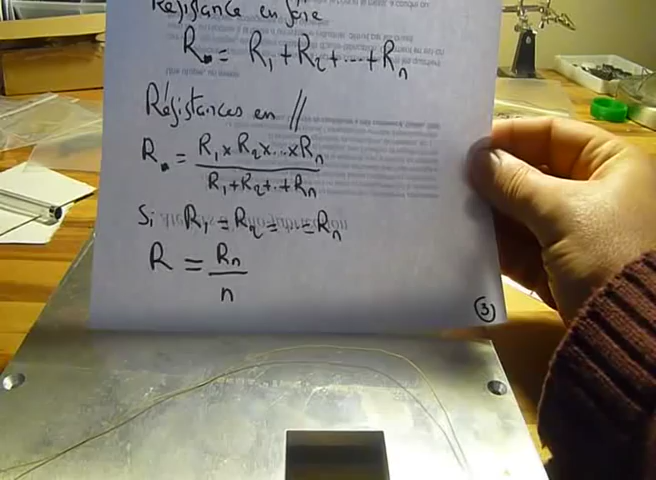 Résistance en série
R = R1 + R2 + ... + Rn
Résistances en //
R = R1 x R2 x ... x Rn
R1 + R2 + .. + Rn
Si R1 = R2 = = Rn
R = Rn
n
3